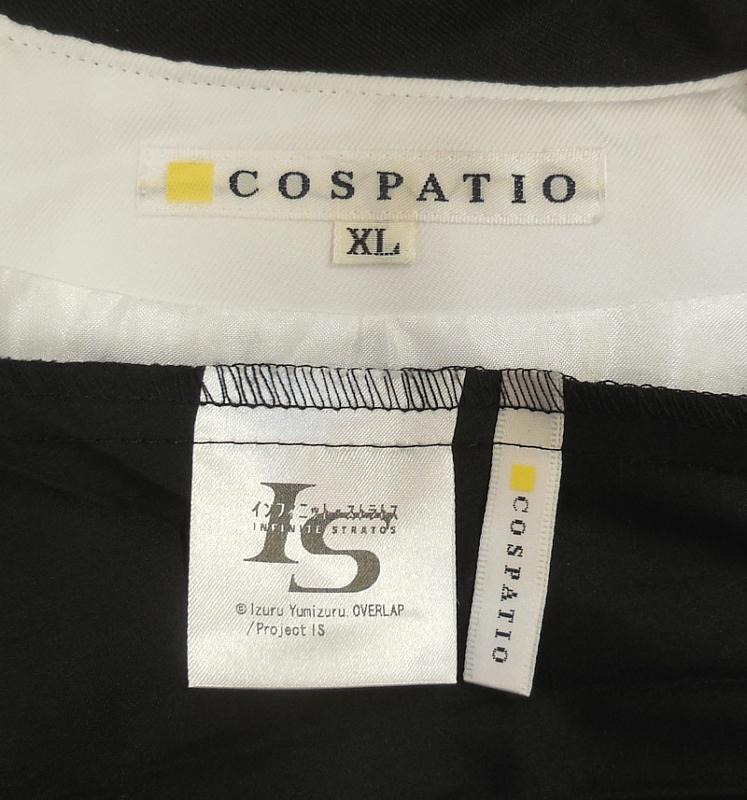 COSPATIO
XL
IS
インフィニット・ストラトス
INFINITE STRATOS
© Izuru Yumizuru, OVERLAP
/Project IS
COSPATIO